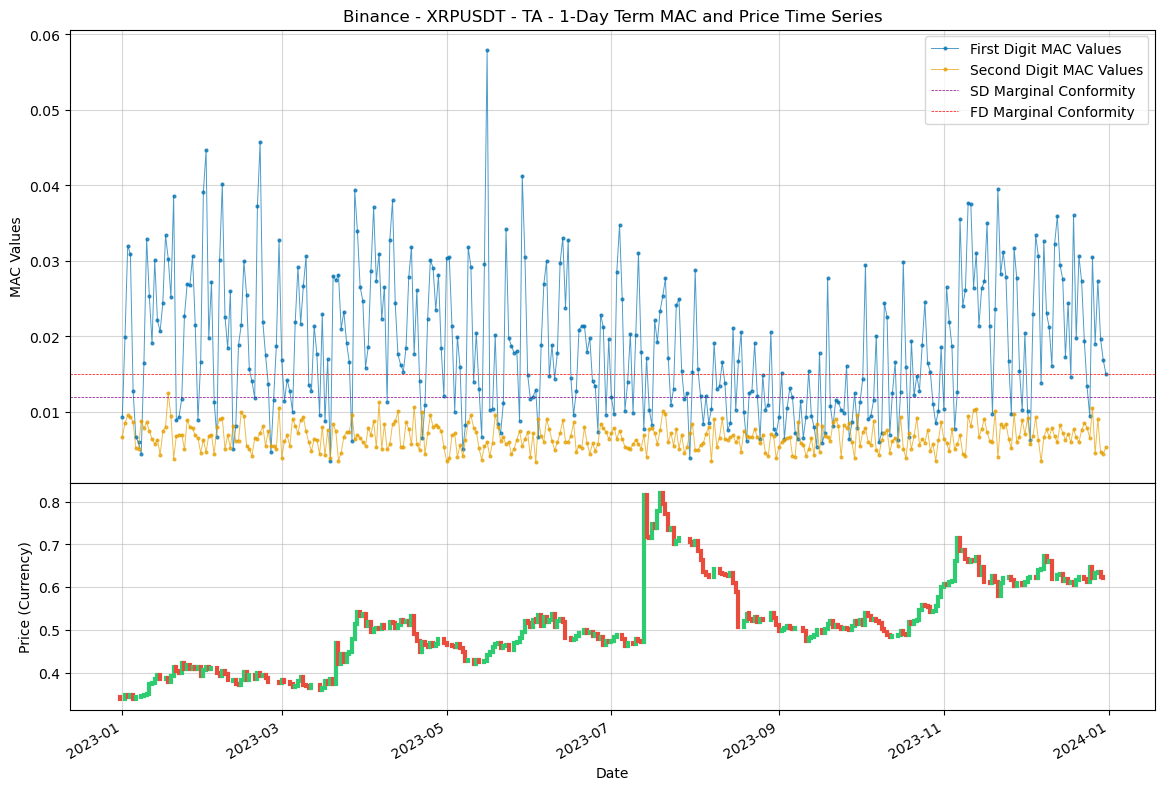 Binance - XRPUSDT - TA - 1-Day Term MAC and Price Time Series
First Digit MAC Values
Second Digit MAC Values
SD Marginal Conformity
FD Marginal Conformity
MAC Values
0.06
0.05
0.04
0.03
0.02
0.01
Price (Currency)
0.8
0.7
0.6
0.5
0.4
2023-01
2023-03
2023-05
2023-07
2023-09
2023-11
2024-01
Date